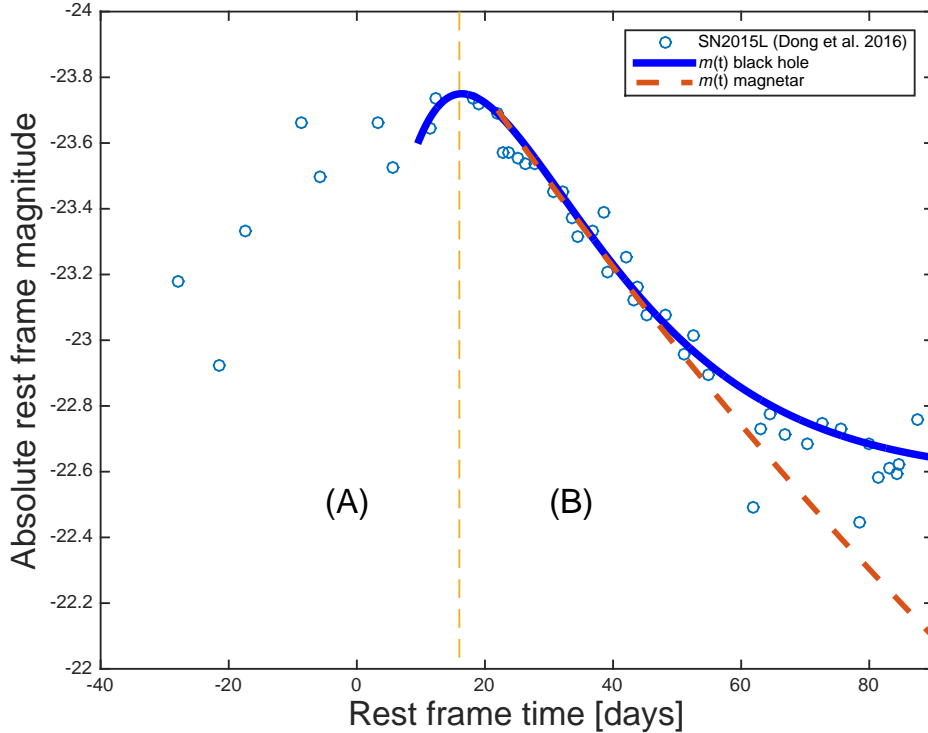 -24
-23.8
-23.6
-23.4
-23.2
-23
-22.8
-22.6
-22.4
-22.2
-22
Absolute rest frame magnitude
SN2015L (Dong et al. 2016)
m(t) black hole
m(t) magnetar
(A)
(B)
-40
-20
0
20
40
60
80
Rest frame time [days]